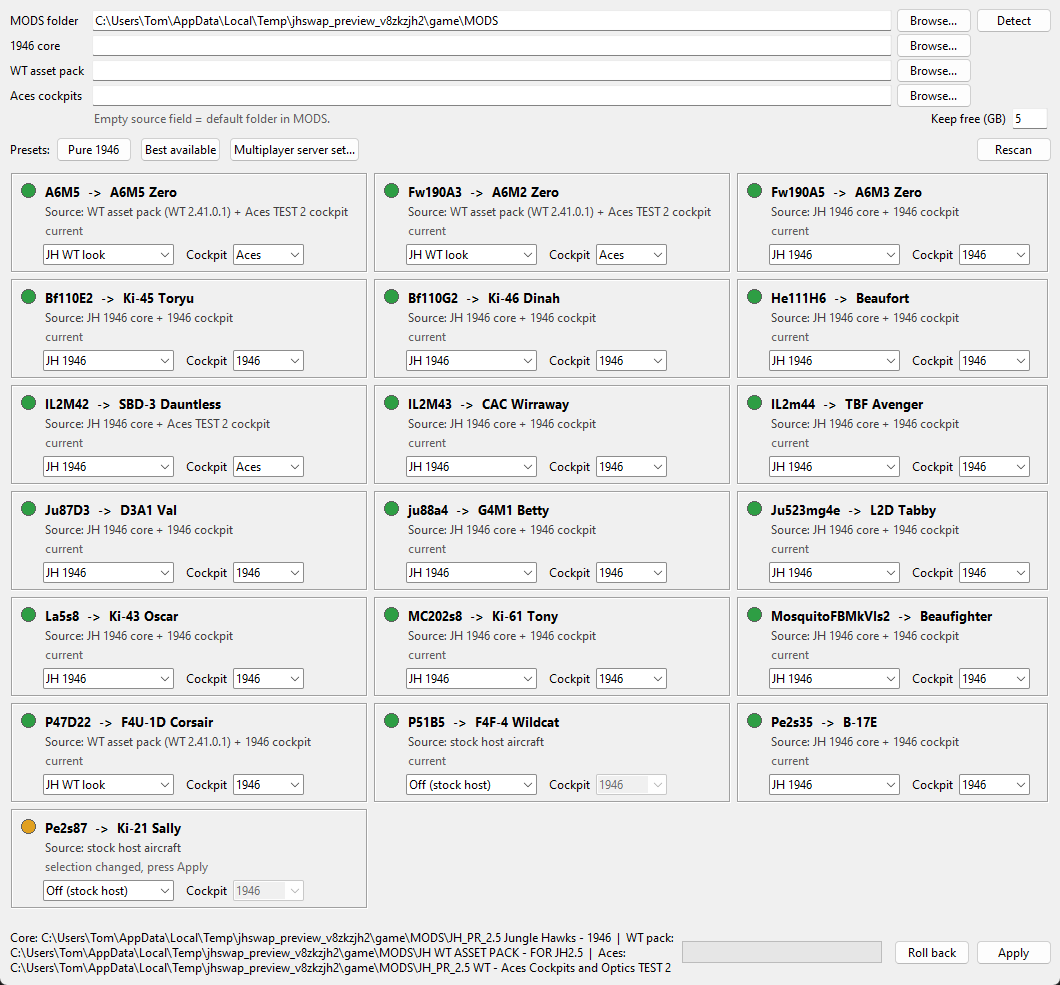 MODS folder C:\Users\Tom\AppData\Local\Temp\jhswap_preview_v8zkzjh2\game\MODS Browse... Detect
1946 core Browse...
WT asset pack Browse...
Aces cockpits Browse...
Empty source field = default folder in MODS. Keep free (GB) 5
Presets: Pure 1946 Best available Multiplayer server set... Rescan
A6M5 -> A6M5 Zero
Source: WT asset pack (WT 2.41.0.1) + Aces TEST 2 cockpit
current
JH WT look Cockpit Aces
Fw190A3 -> A6M2 Zero
Source: WT asset pack (WT 2.41.0.1) + Aces TEST 2 cockpit
current
JH WT look Cockpit Aces
Fw190A5 -> A6M3 Zero
Source: JH 1946 core + 1946 cockpit
current
JH 1946 Cockpit 1946
Bf110E2 -> Ki-45 Toryu
Source: JH 1946 core + 1946 cockpit
current
JH 1946 Cockpit 1946
Bf110G2 -> Ki-46 Dinah
Source: JH 1946 core + 1946 cockpit
current
JH 1946 Cockpit 1946
He111H6 -> Beaufort
Source: JH 1946 core + 1946 cockpit
current
JH 1946 Cockpit 1946
IL2M42 -> SBD-3 Dauntless
Source: JH 1946 core + Aces TEST 2 cockpit
current
JH 1946 Cockpit Aces
IL2M43 -> CAC Wirraway
Source: JH 1946 core + 1946 cockpit
current
JH 1946 Cockpit 1946
IL2m44 -> TBF Avenger
Source: JH 1946 core + 1946 cockpit
current
JH 1946 Cockpit 1946
Ju87D3 -> D3A1 Val
Source: JH 1946 core + 1946 cockpit
current
JH 1946 Cockpit 1946
ju88a4 -> G4M1 Betty
Source: JH 1946 core + 1946 cockpit
current
JH 1946 Cockpit 1946
Ju523mg4e -> L2D Tabby
Source: JH 1946 core + 1946 cockpit
current
JH 1946 Cockpit 1946
La5s8 -> Ki-43 Oscar
Source: JH 1946 core + 1946 cockpit
current
JH 1946 Cockpit 1946
MC202s8 -> Ki-61 Tony
Source: JH 1946 core + 1946 cockpit
current
JH 1946 Cockpit 1946
MosquitoFBMkVIs2 -> Beaufighter
Source: JH 1946 core + 1946 cockpit
current
JH 1946 Cockpit 1946
P47D22 -> F4U-1D Corsair
Source: WT asset pack (WT 2.41.0.1) + 1946 cockpit
current
JH WT look Cockpit 1946
P51B5 -> F4F-4 Wildcat
Source: stock host aircraft
current
Off (stock host) Cockpit 1946
Pe2s35 -> B-17E
Source: JH 1946 core + 1946 cockpit
current
JH 1946 Cockpit 1946
Pe2s87 -> Ki-21 Sally
Source: stock host aircraft
selection changed, press Apply
Off (stock host) Cockpit 1946
Core: C:\Users\Tom\AppData\Local\Temp\jhswap_preview_v8zkzjh2\game\MODS\JH_PR_2.5 Jungle Hawks - 1946 | WT pack:
C:\Users\Tom\AppData\Local\Temp\jhswap_preview_v8zkzjh2\game\MODS\JH WT ASSET PACK - FOR JH2.5 | Aces:
C:\Users\Tom\AppData\Local\Temp\jhswap_preview_v8zkzjh2\game\MODS\JH_PR_2.5 WT - Aces Cockpits and Optics TEST 2
Roll back Apply